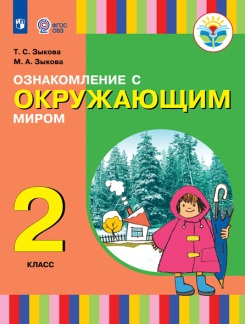 ФГОС
ОВЗ
Т. С. Зыкова
М. А. Зыкова
ОЗНАКОМЛЕНИЕ С
ОКРУЖАЮЩИМ
МИРОМ
2
КЛАСС